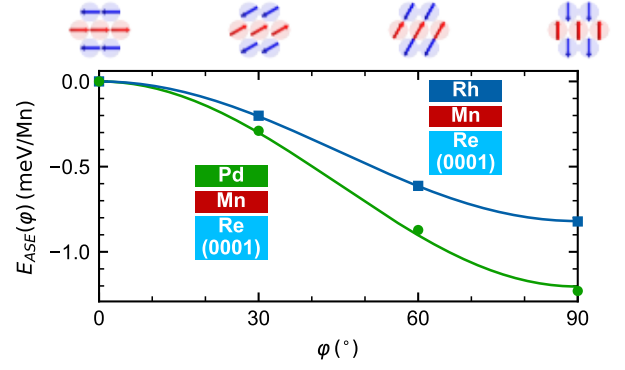 E_ASE(φ) (meV/Mn)
0.0
−0.5
−1.0
Rh
Mn
Re
(0001)
Pd
Mn
Re
(0001)
0
30
60
90
φ (°)